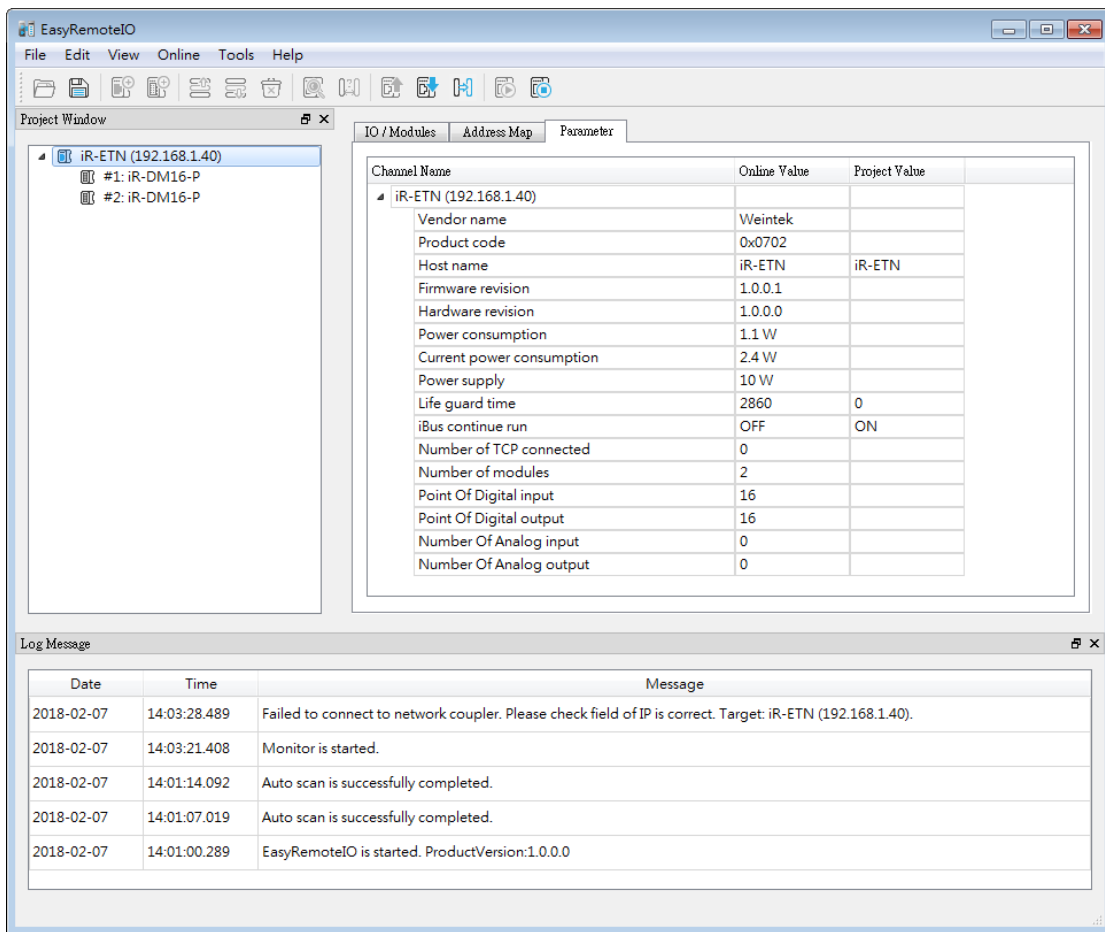 EasyRemoteIO
File Edit View Online Tools Help
Project Window
iR-ETN (192.168.1.40)
#1: iR-DM16-P
#2: iR-DM16-P
IO / Modules Address Map Parameter
Channel Name Online Value Project Value
iR-ETN (192.168.1.40)
Vendor name Weintek
Product code 0x0702
Host name iR-ETN iR-ETN
Firmware revision 1.0.0.1
Hardware revision 1.0.0.0
Power consumption 1.1 W
Current power consumption 2.4 W
Power supply 10 W
Life guard time 2860 0
iBus continue run OFF ON
Number of TCP connected 0
Number of modules 2
Point Of Digital input 16
Point Of Digital output 16
Number Of Analog input 0
Number Of Analog output 0
Log Message
Date Time Message
2018-02-07 14:03:28.489 Failed to connect to network coupler. Please check field of IP is correct. Target: iR-ETN (192.168.1.40).
2018-02-07 14:03:21.408 Monitor is started.
2018-02-07 14:01:14.092 Auto scan is successfully completed.
2018-02-07 14:01:07.019 Auto scan is successfully completed.
2018-02-07 14:01:00.289 EasyRemoteIO is started. ProductVersion:1.0.0.0